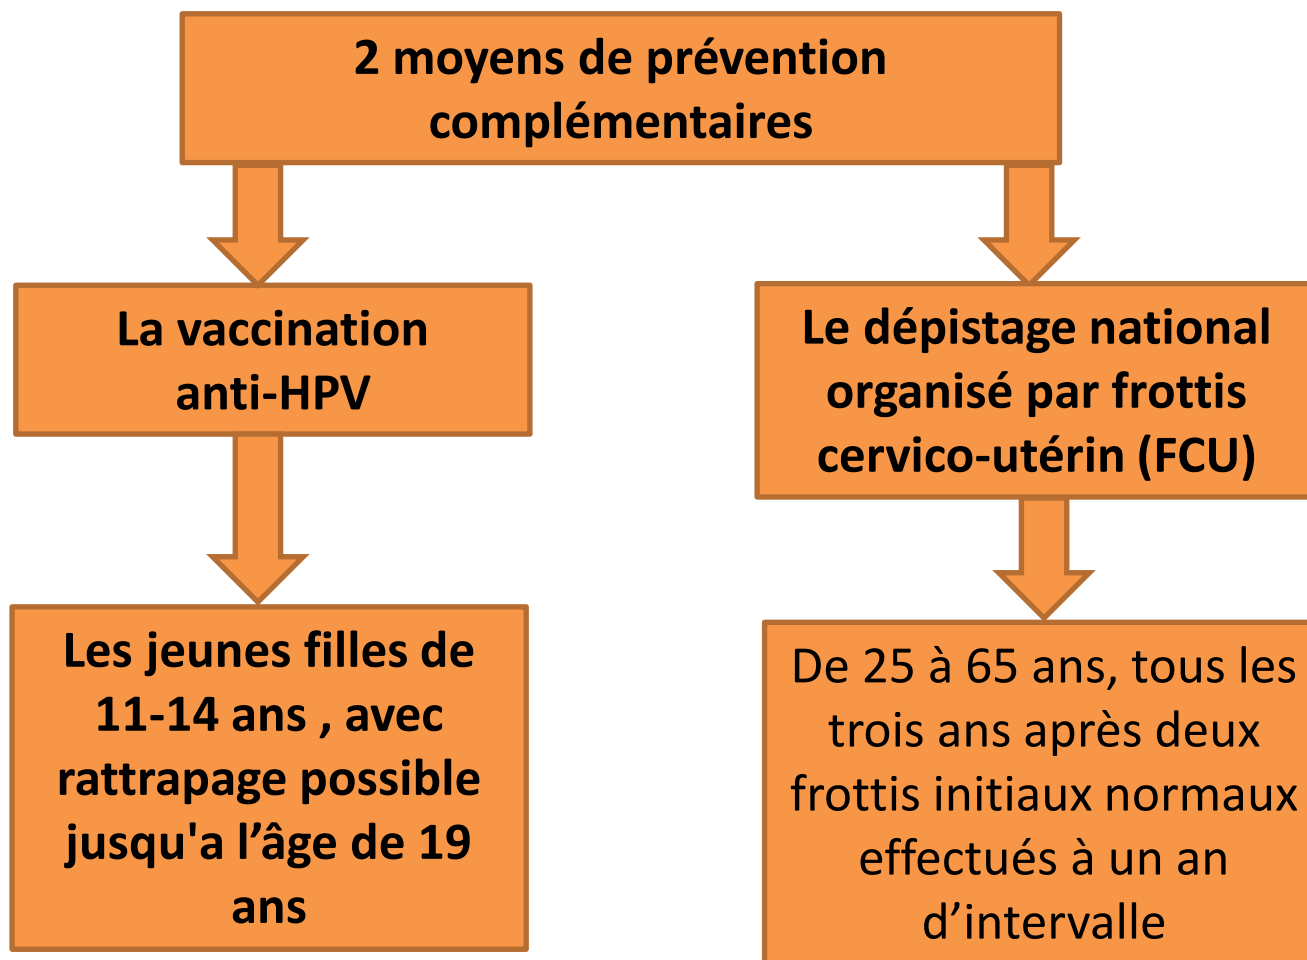 2 moyens de prévention
complémentaires
La vaccination
anti-HPV
Le dépistage national
organisé par frottis
cervico-utérin (FCU)
Les jeunes filles de
11-14 ans , avec
rattrapage possible
jusqu'a l’âge de 19
ans
De 25 à 65 ans, tous les
trois ans après deux
frottis initiaux normaux
effectués à un an
d’intervalle